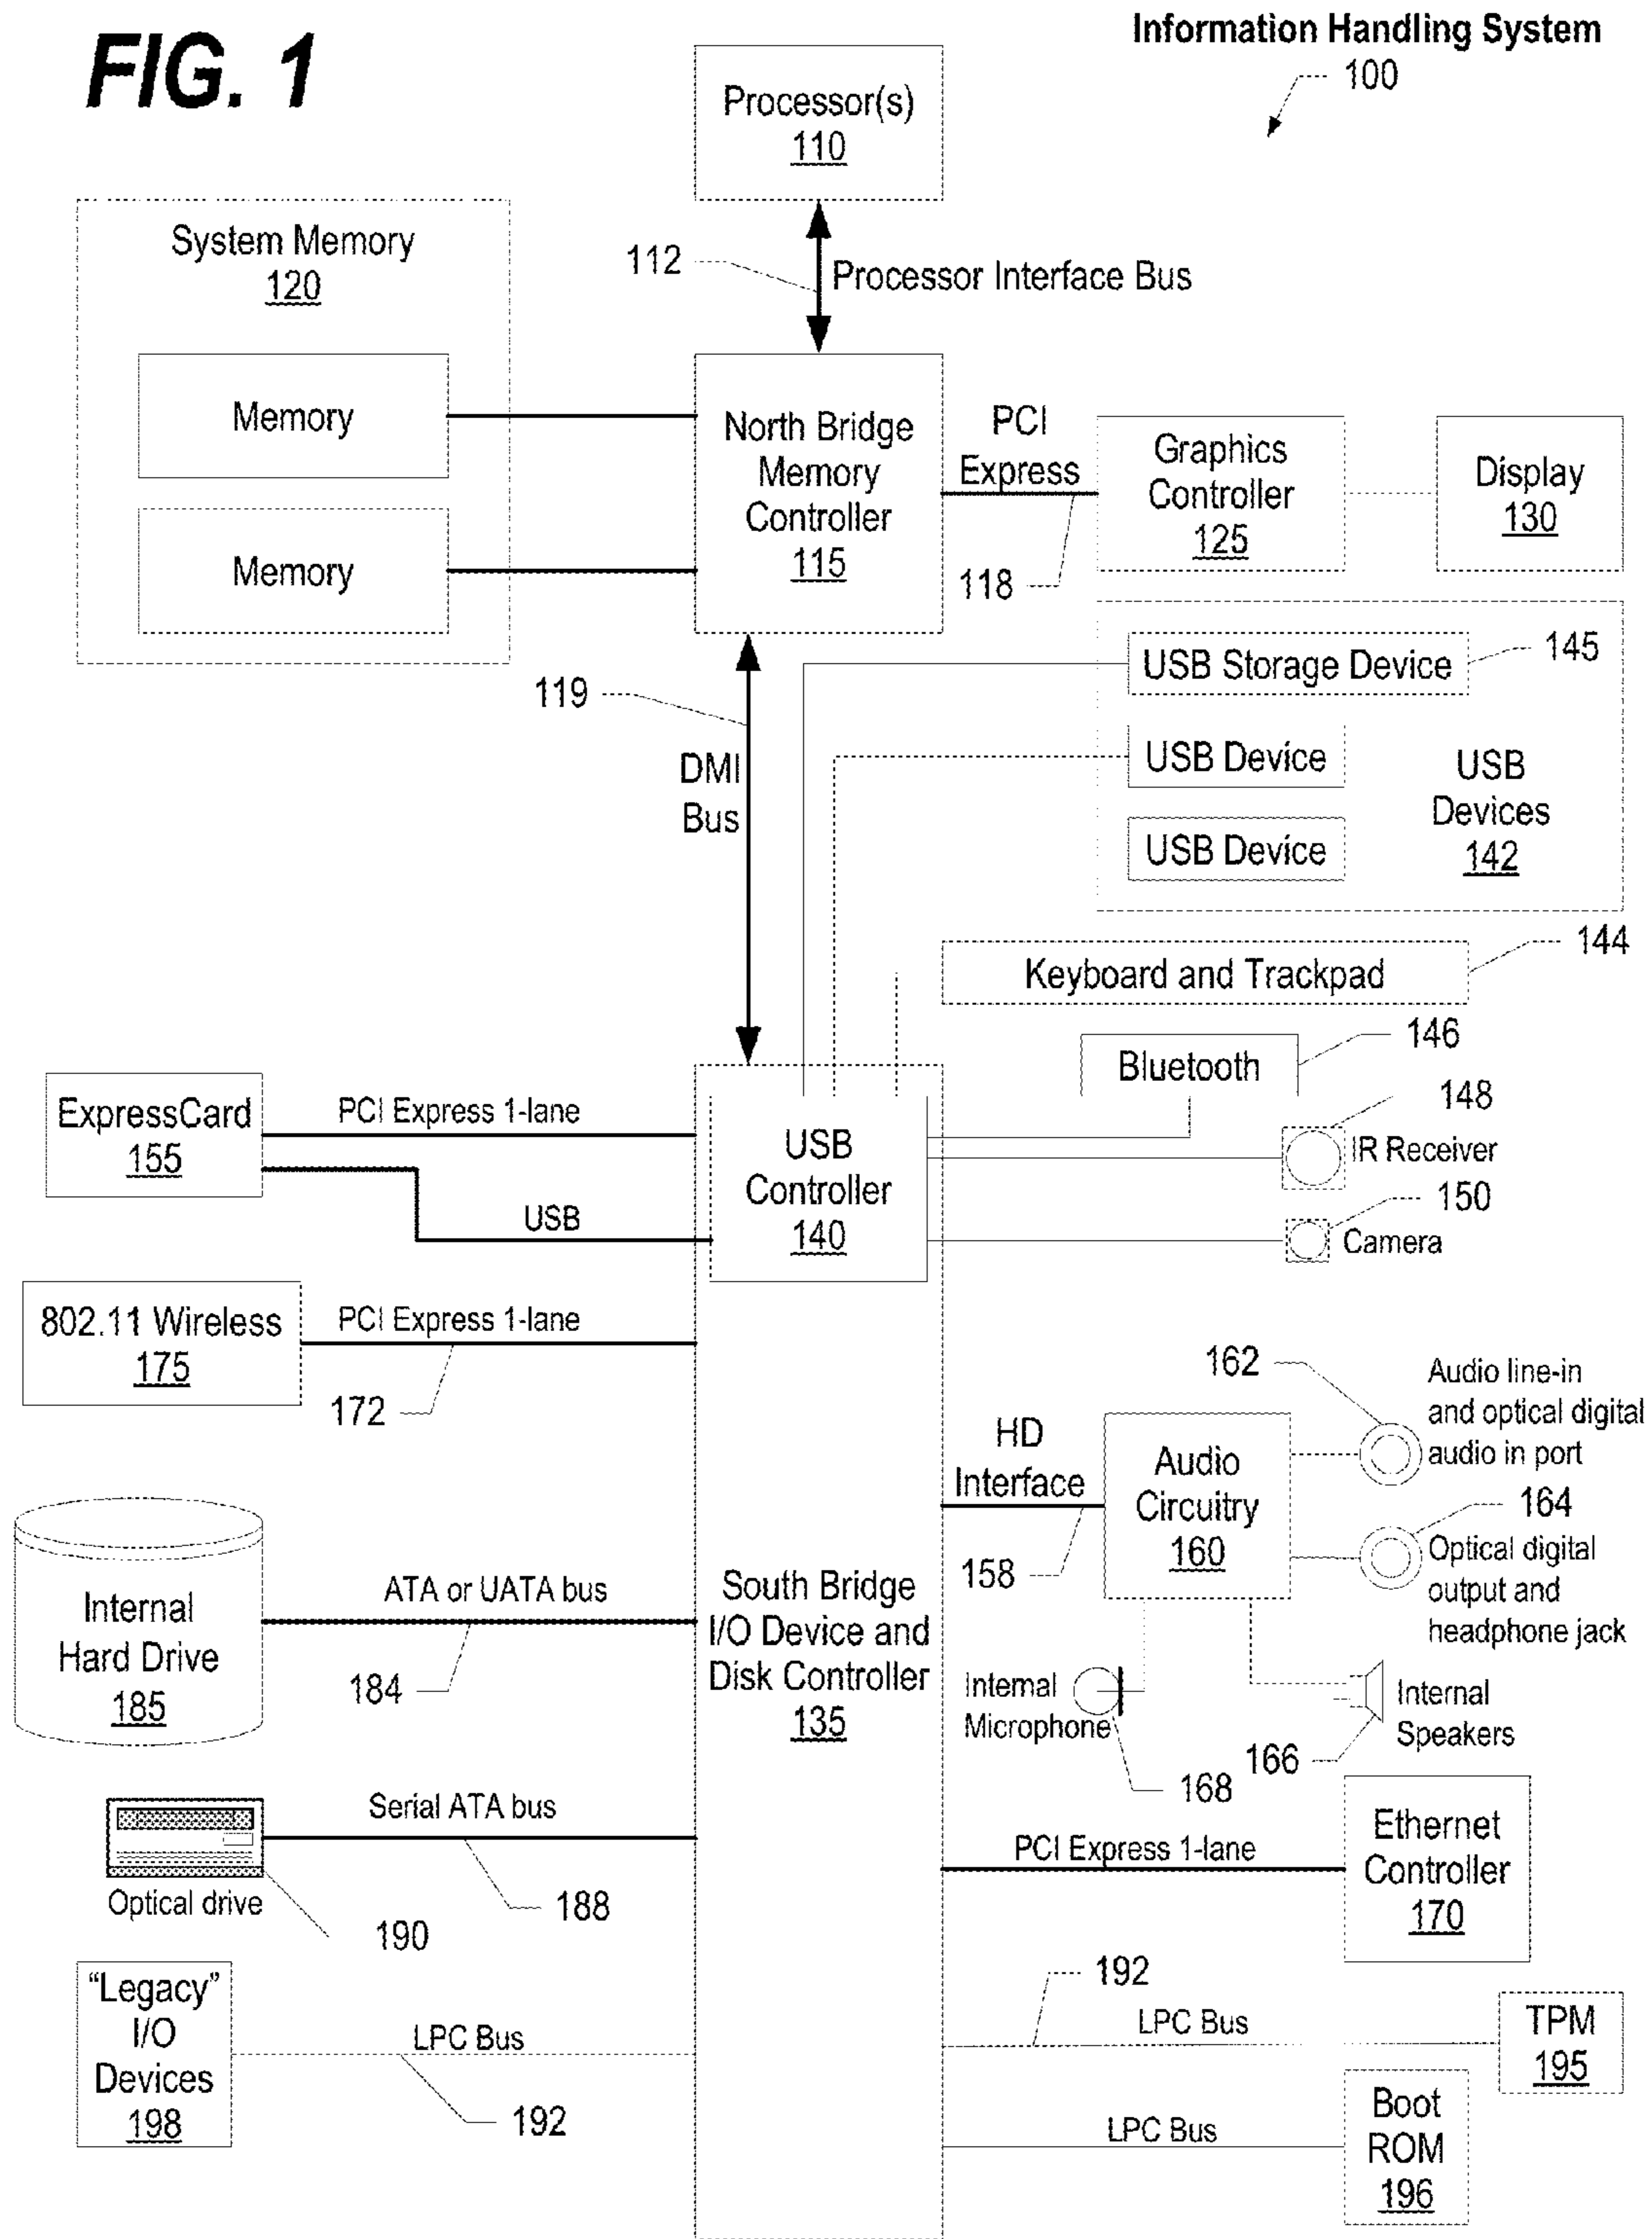 FIG. 1
Information Handling System
100
Processor(s)
110
System Memory
120
112
Processor Interface Bus
Memory
Memory
North Bridge
Memory
Controller
115
PCI
Express
118
Graphics
Controller
125
Display
130
119
DMI
Bus
USB Storage Device
145
USB Device
USB Device
USB
Devices
142
144
Keyboard and Trackpad
146
Bluetooth
148
IR Receiver
150
Camera
ExpressCard
155
PCI Express 1-lane
USB
USB
Controller
140
802.11 Wireless
175
PCI Express 1-lane
172
162
Audio line-in
and optical digital
audio in port
HD
Interface
158
Audio
Circuitry
160
164
Optical digital
output and
headphone jack
Internal
Hard Drive
185
ATA or UATA bus
184
South Bridge
I/O Device and
Disk Controller
135
Internal
Microphone
168
166
Internal
Speakers
Serial ATA bus
188
Optical drive
190
PCI Express 1-lane
Ethernet
Controller
170
"Legacy"
I/O
Devices
198
LPC Bus
192
192
LPC Bus
TPM
195
LPC Bus
Boot
ROM
196